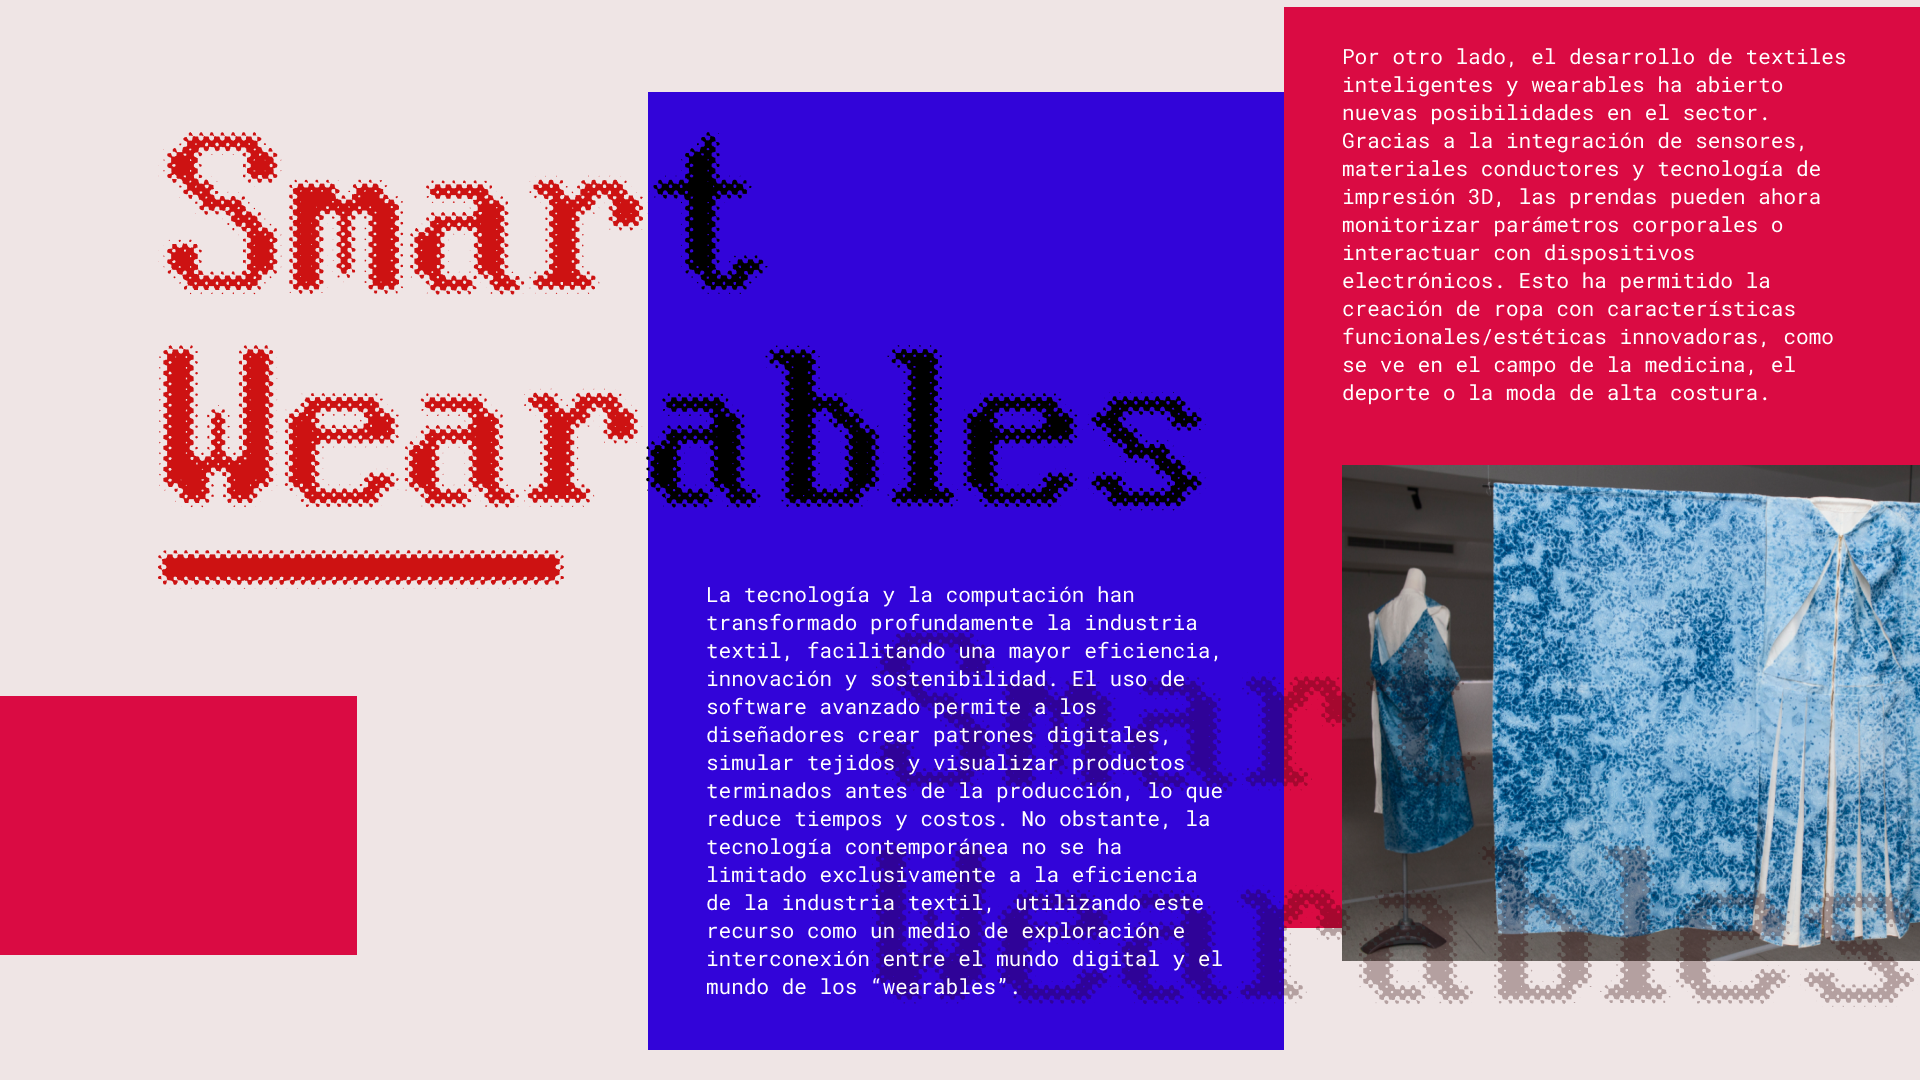 Smart
Wearables
La tecnología y la computación han
transformado profundamente la industria
textil, facilitando una mayor eficiencia,
innovación y sostenibilidad. El uso de
software avanzado permite a los
diseñadores crear patrones digitales,
simular tejidos y visualizar productos
terminados antes de la producción, lo que
reduce tiempos y costos. No obstante, la
tecnología contemporánea no se ha
limitado exclusivamente a la eficiencia
de la industria textil, utilizando este
recurso como un medio de exploración e
interconexión entre el mundo digital y el
mundo de los “wearables”.
Por otro lado, el desarrollo de textiles
inteligentes y wearables ha abierto
nuevas posibilidades en el sector.
Gracias a la integración de sensores,
materiales conductores y tecnología de
impresión 3D, las prendas pueden ahora
monitorizar parámetros corporales o
interactuar con dispositivos
electrónicos. Esto ha permitido la
creación de ropa con características
funcionales/estéticas innovadoras, como
se ve en el campo de la medicina, el
deporte o la moda de alta costura.
Smart
Wearables